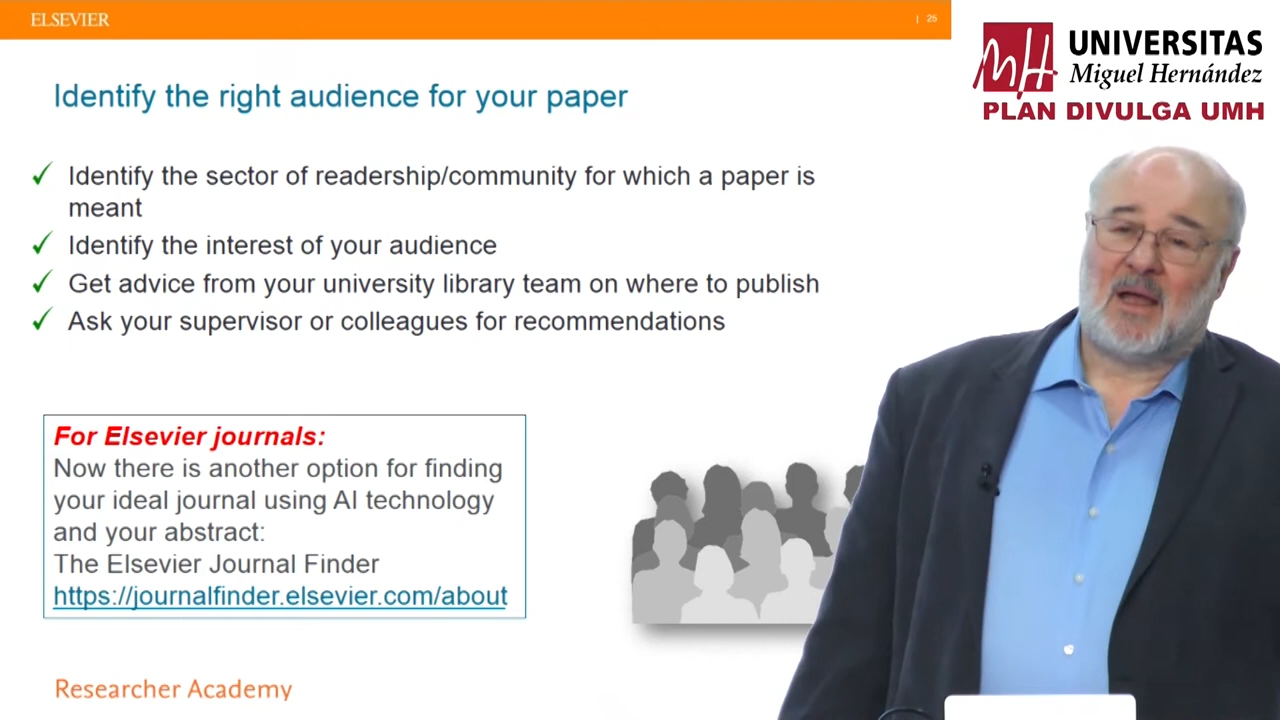 ELSEVIER
| 25
UNIVERSITAS
Miguel Hernández
PLAN DIVULGA UMH
Identify the right audience for your paper
✓ Identify the sector of readership/community for which a paper is
meant
✓ Identify the interest of your audience
✓ Get advice from your university library team on where to publish
✓ Ask your supervisor or colleagues for recommendations
For Elsevier journals:
Now there is another option for finding
your ideal journal using AI technology
and your abstract:
The Elsevier Journal Finder
https://journalfinder.elsevier.com/about
Researcher Academy